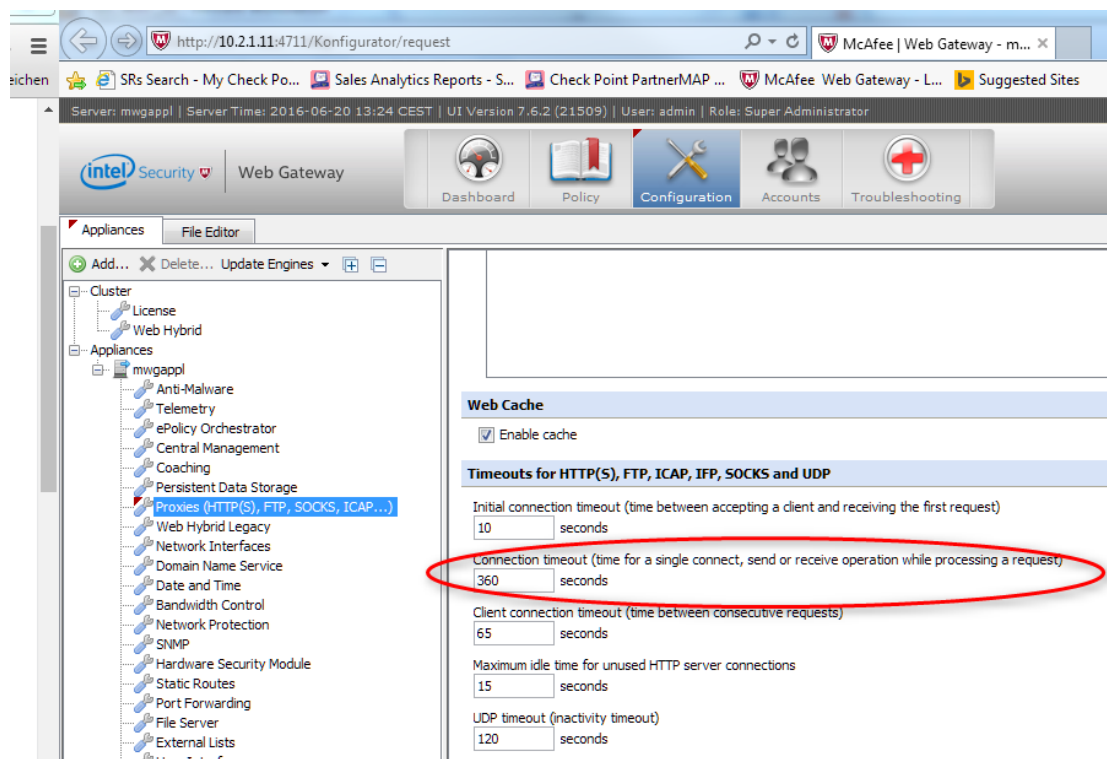 http://10.2.1.11:4711/Konfigurator/request
McAfee | Web Gateway - m...
eichen
SRs Search - My Check Po...
Sales Analytics Reports - S...
Check Point PartnerMAP ...
McAfee Web Gateway - L...
Suggested Sites
Server: mwgappl | Server Time: 2016-06-20 13:24 CEST | UI Version 7.6.2 (21509) | User: admin | Role: Super Administrator
intel Security
Web Gateway
Dashboard
Policy
Configuration
Accounts
Troubleshooting
Appliances
File Editor
Add...
Delete...
Update Engines
Cluster
License
Web Hybrid
Appliances
mwgappl
Anti-Malware
Telemetry
ePolicy Orchestrator
Central Management
Coaching
Persistent Data Storage
Proxies (HTTP(S), FTP, SOCKS, ICAP...)
Web Hybrid Legacy
Network Interfaces
Domain Name Service
Date and Time
Bandwidth Control
Network Protection
SNMP
Hardware Security Module
Static Routes
Port Forwarding
File Server
External Lists
Web Cache
Enable cache
Timeouts for HTTP(S), FTP, ICAP, IFP, SOCKS and UDP
Initial connection timeout (time between accepting a client and receiving the first request)
10 seconds
Connection timeout (time for a single connect, send or receive operation while processing a request)
360 seconds
Client connection timeout (time between consecutive requests)
65 seconds
Maximum idle time for unused HTTP server connections
15 seconds
UDP timeout (inactivity timeout)
120 seconds